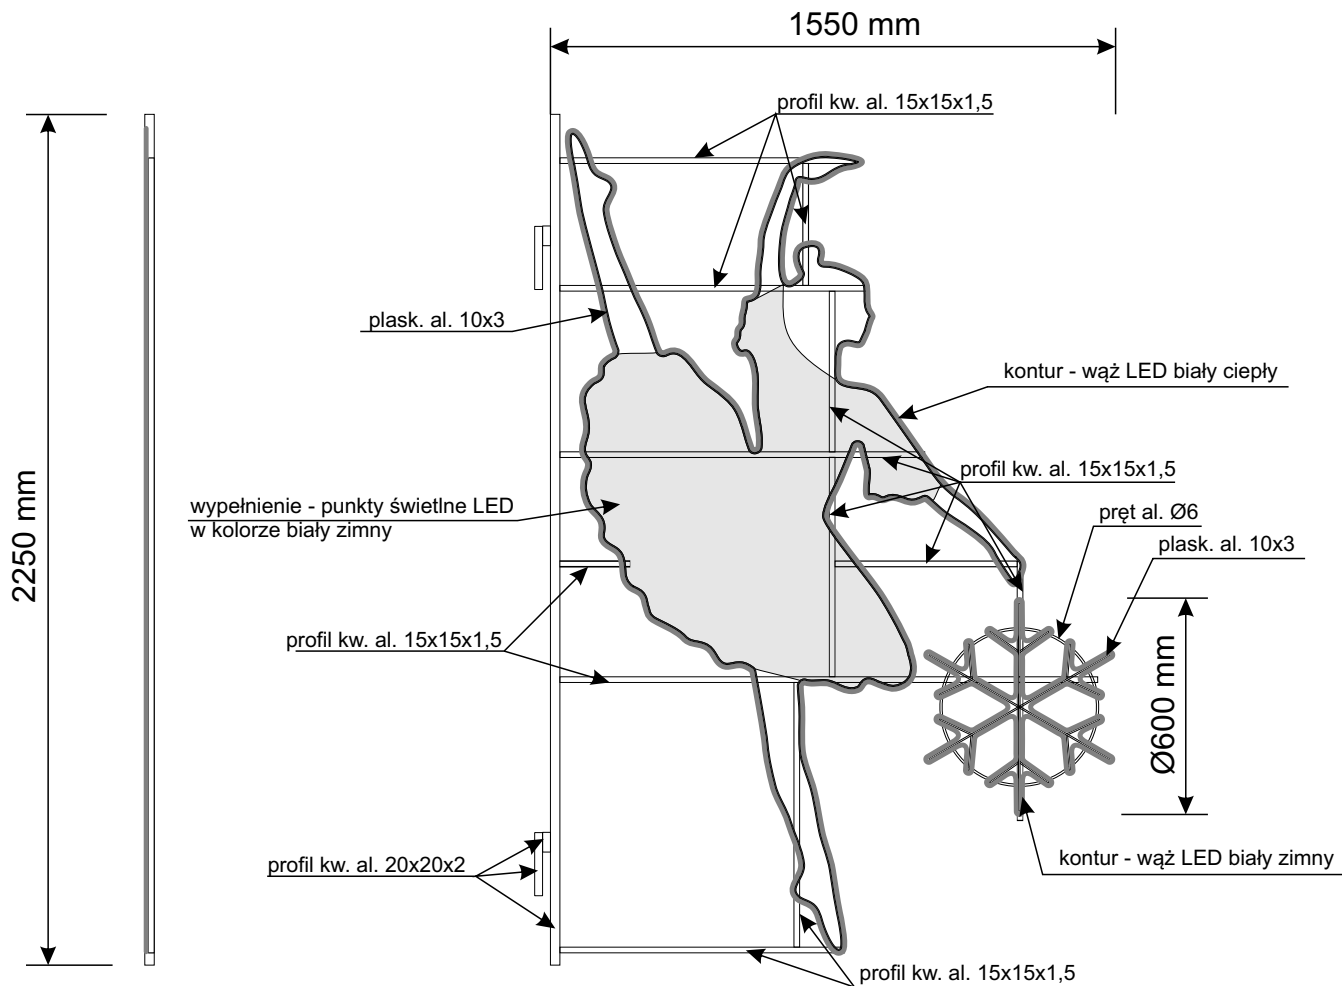 1550 mm
profil kw. al. 15x15x1,5
plask. al. 10x3
kontur - wąż LED biały ciepły
profil kw. al. 15x15x1,5
wypełnienie - punkty świetlne LED
w kolorze biały zimny
pręt al. Ø6
plask. al. 10x3
2250 mm
profil kw. al. 15x15x1,5
Ø600 mm
kontur - wąż LED biały zimny
profil kw. al. 20x20x2
profil kw. al. 15x15x1,5